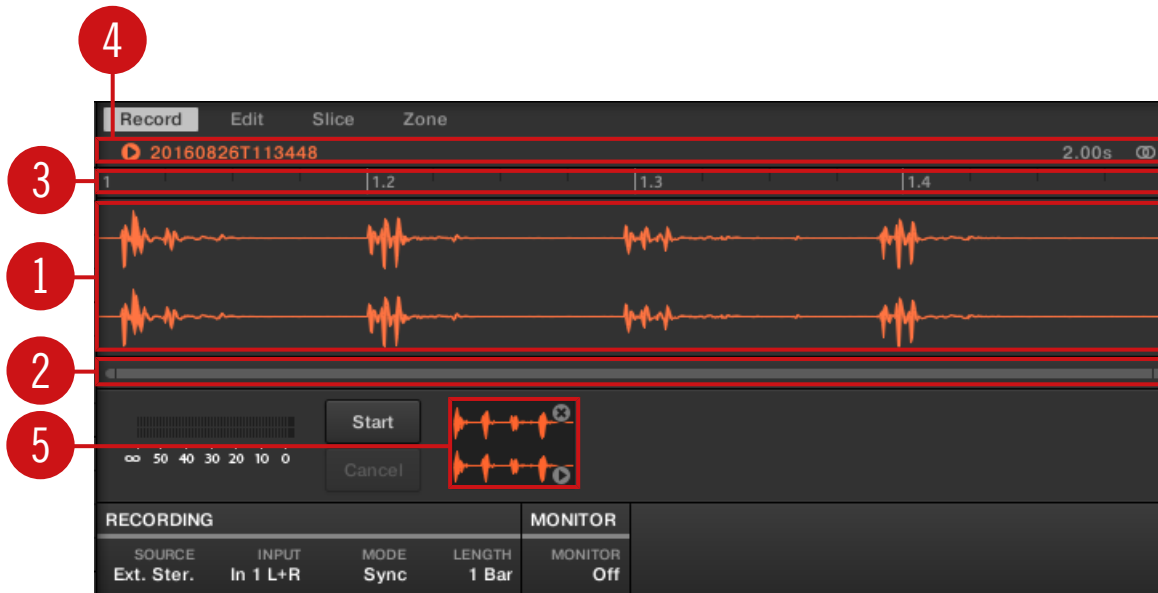 4
Record Edit Slice Zone
20160826T113448 2.00s
3
1 1.2 1.3 1.4
1
2
5
Start
Cancel
∞ 50 40 30 20 10 0
RECORDING MONITOR
SOURCE INPUT MODE LENGTH MONITOR
Ext. Ster. In 1 L+R Sync 1 Bar Off